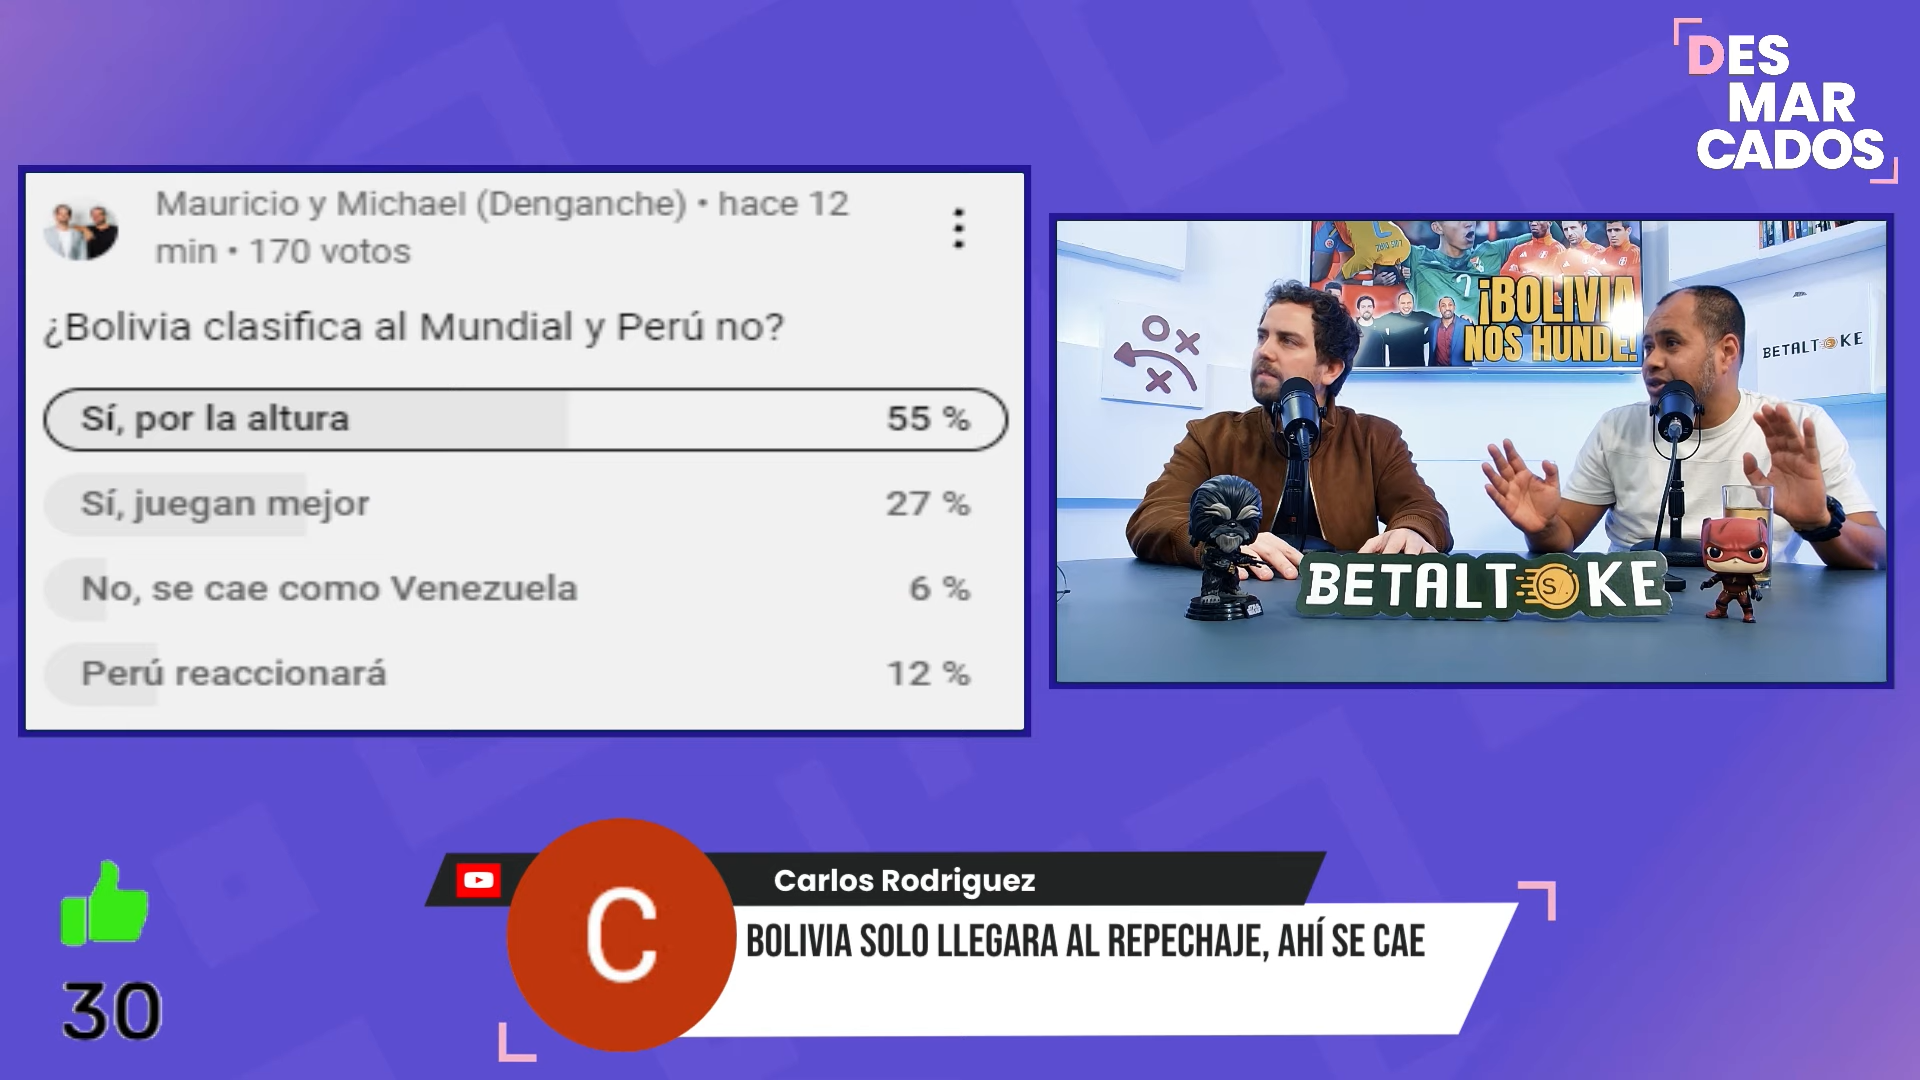 DES
MAR
CADOS
Mauricio y Michael (Denganche) • hace 12
min • 170 votos
¿Bolivia clasifica al Mundial y Perú no?
Sí, por la altura 55 %
Sí, juegan mejor 27 %
No, se cae como Venezuela 6 %
Perú reaccionará 12 %
¡BOLIVIA
NOS HUNDE!
BETALTOKE
BETALTOKE
30
C
Carlos Rodriguez
BOLIVIA SOLO LLEGARA AL REPECHAJE, AHÍ SE CAE